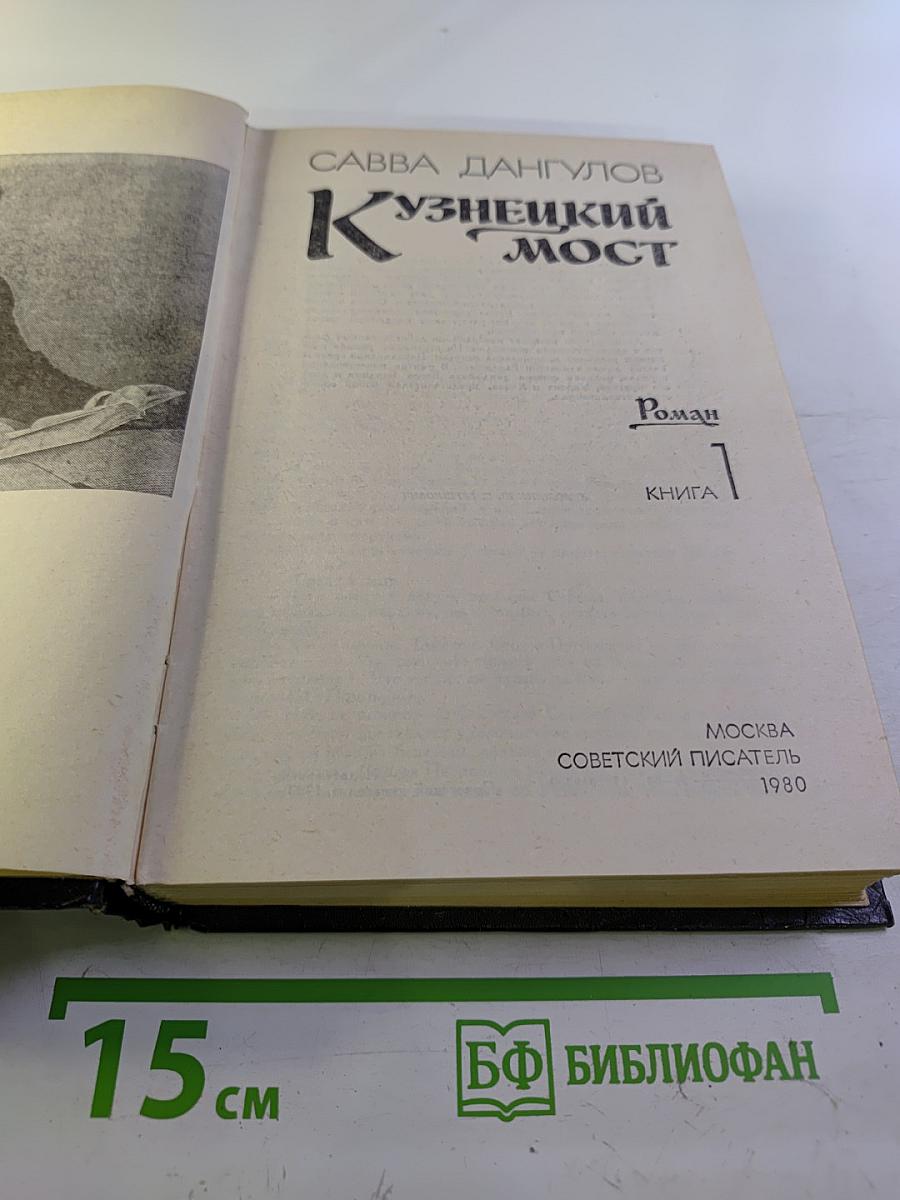 САВВА ДАНГУЛОВ
КУЗНЕЦКИЙ
МОСТ
Роман
КНИГА 1
МОСКВА
СОВЕТСКИЙ ПИСАТЕЛЬ
1980
15 см
БФ БИБЛИОФАН